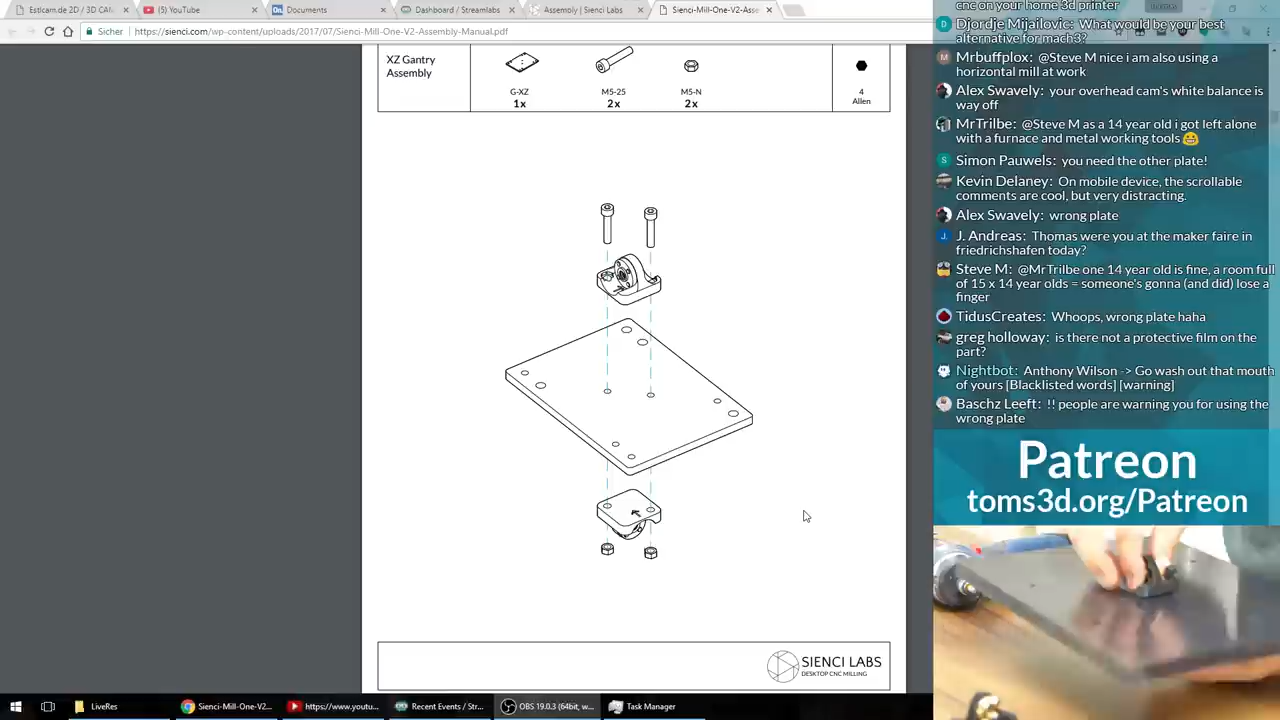 Estlcam.de 2D / 3D CAM
(5) YouTube
Documents
Dashboard / Streamlabs
Assembly | Sienci Labs
Sienci-Mill-One-V2-Asse
Sicher
https://sienci.com/wp-content/uploads/2017/07/Sienci-Mill-One-V2-Assembly-Manual.pdf
XZ Gantry
Assembly
G-XZ
1x
M5-25
2x
M5-N
2x
4
Allen
SIENCI LABS
DESKTOP CNC MILLING
cnc on your home 3d printer
Djordje Mijailovic: What would be your best
alternative for mach3?
Mrbuffplox: @Steve M nice i am also using a
horizontal mill at work
Alex Swavely: your overhead cam's white balance is
way off
MrTrilbe: @Steve M as a 14 year old i got left alone
with a furnace and metal working tools 😄
Simon Pauwels: you need the other plate!
Kevin Delaney: On mobile device, the scrollable
comments are cool, but very distracting.
Alex Swavely: wrong plate
J. Andreas: Thomas were you at the maker faire in
friedrichshafen today?
Steve M: @MrTrilbe one 14 year old is fine, a room full
of 15 x 14 year olds = someone's gonna (and did) lose a
finger
TidusCreates: Whoops, wrong plate haha
greg holloway: is there not a protective film on the
part?
Nightbot: Anthony Wilson -> Go wash out that mouth
of yours [Blacklisted words] [warning]
Baschz Leeft: !! people are warning you for using the
wrong plate
Patreon
toms3d.org/Patreon
LiveRes
Sienci-Mill-One-V2...
https://www.youtu...
Recent Events / Str...
OBS 19.0.3 (64bit, w...
Task Manager